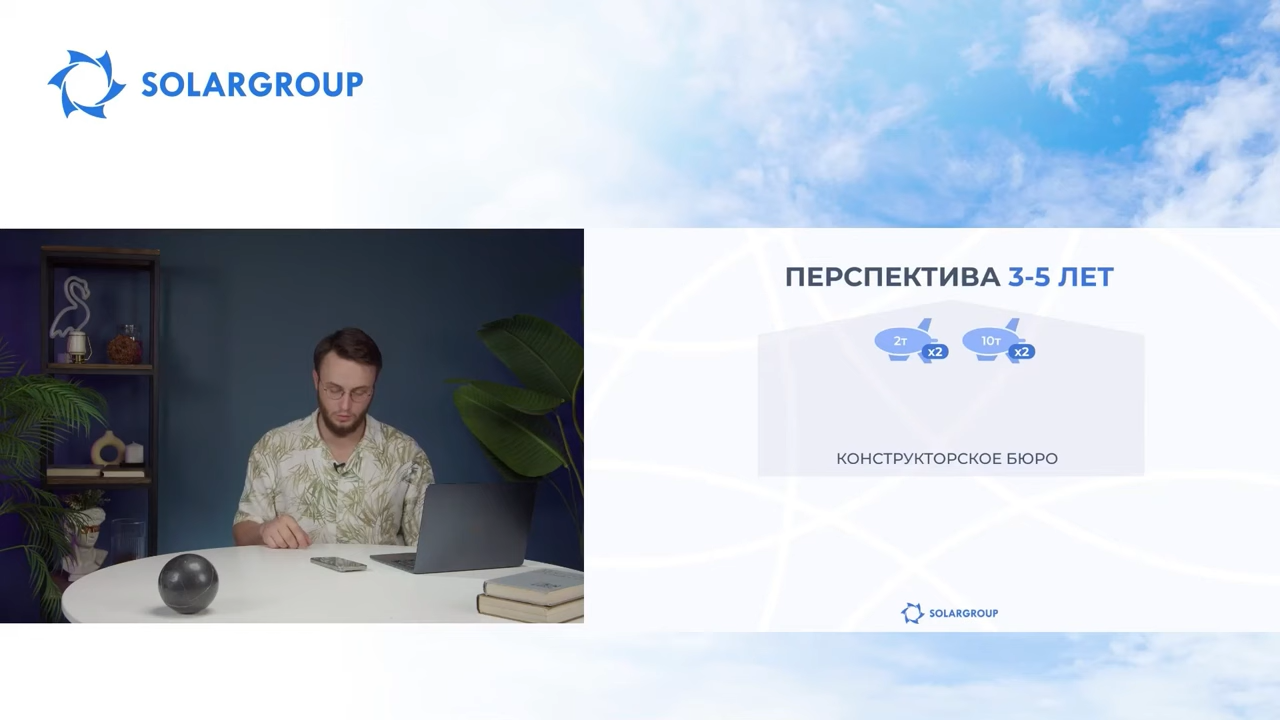 SOLARGROUP
ПЕРСПЕКТИВА 3-5 ЛЕТ
2т x2 10т x2
КОНСТРУКТОРСКОЕ БЮРО
SOLARGROUP